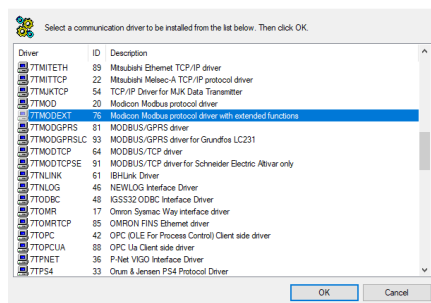 Select a communication driver to be installed from the list below. Then click OK.
Driver ID Description
7TMITETH 89 Mitsubishi Ethernet TCP/IP driver
7TMITTCP 22 Mitsubishi Melsec-A TCP/IP protocol driver
7TMJKTCP 54 TCP/IP Driver for MJK Data Transmitter
7TMOD 20 Modicon Modbus protocol driver
7TMODEXT 76 Modicon Modbus protocol driver with extended functions
7TMODGPRS 81 MODBUS/GPRS driver
7TMODGPRSLC 93 MODBUS/GPRS driver for Grundfos LC231
7TMODTCP 64 MODBUS/TCP driver
7TMODTCPSE 91 MODBUS/TCP driver for Schneider Electric Altivar only
7TNLINK 61 IBHLink Driver
7TNLOG 46 NEWLOG Interface Driver
7TODBC 48 IGSS32 ODBC Interface Driver
7TOMR 17 Omron Sysmac Way interface driver
7TOMRTCP 85 OMRON FINS Ethernet driver
7TOPC 42 OPC (OLE For Process Control) Client side driver
7TOPCUA 88 OPC Ua Client side driver
7TPNET 36 P-Net VIGO Interface Driver
7TPS4 33 Orum & Jensen PS4 Protocol Driver
OK Cancel